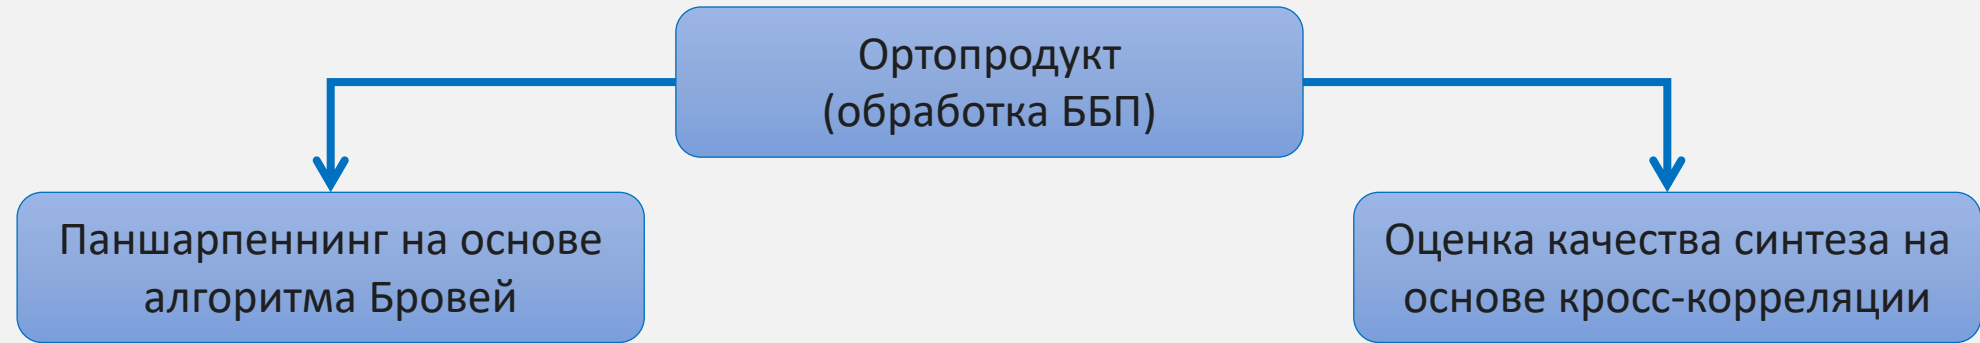 Ортопродукт
(обработка ББП)
Паншарпеннинг на основе
алгоритма Бровей
Оценка качества синтеза на
основе кросс-корреляции